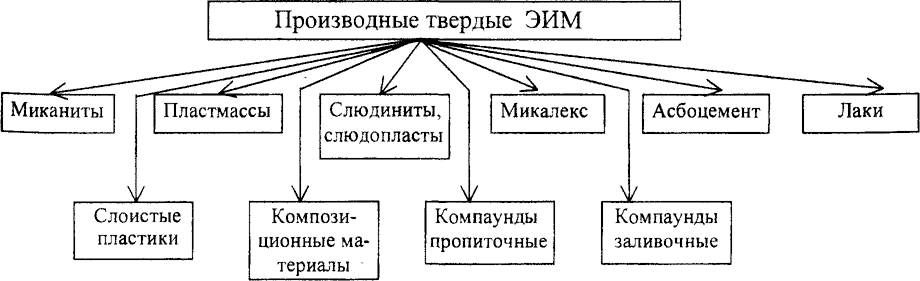 Производные твердые ЭИМ
Миканиты
Пластмассы
Слюдиниты,
слюдопласты
Микалекс
Асбоцемент
Лаки
Слоистые
пластики
Компози-
ционные ма-
териалы
Компаунды
пропиточные
Компаунды
заливочные